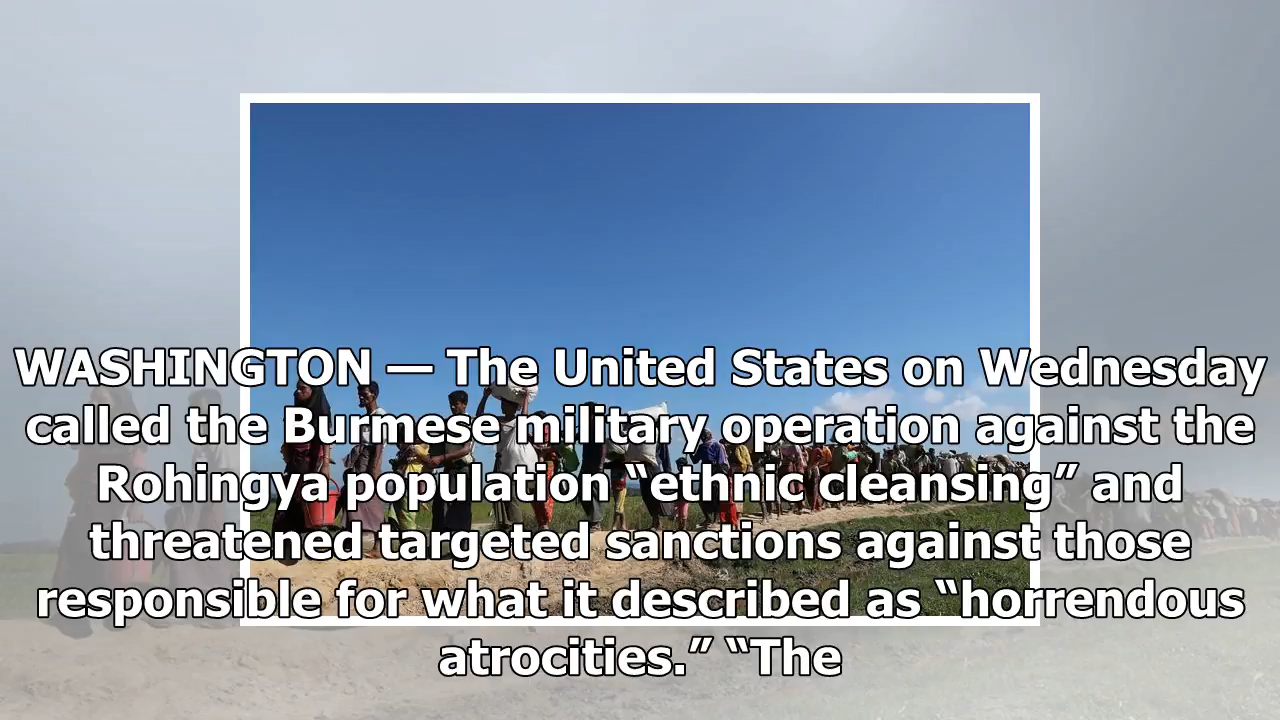 WASHINGTON — The United States on Wednesday
called the Burmese military operation against the
Rohingya population “ethnic cleansing” and
threatened targeted sanctions against those
responsible for what it described as “horrendous
atrocities.” “The